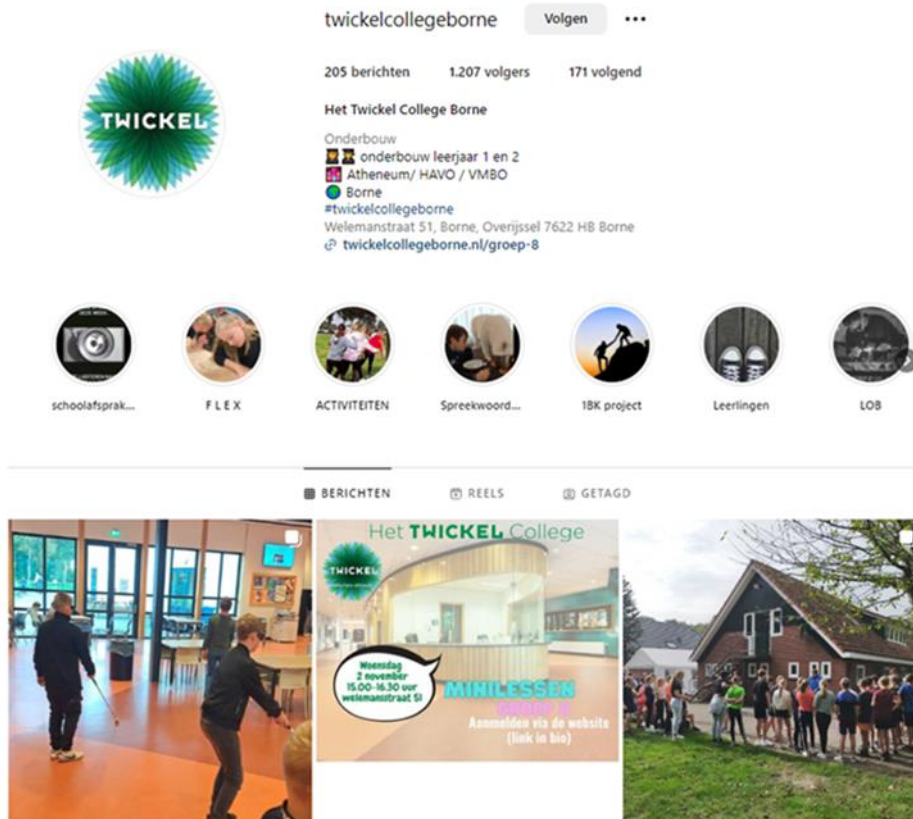 twickelcollegeborne Volgen
205 berichten 1.207 volgers 171 volgend
Het Twickel College Borne
Onderbouw
onderbouw leerjaar 1 en 2
Atheneum/ HAVO / VMBO
Borne
#twickelcollegeborne
Welemanstraat 51, Borne, Overijssel 7622 HB Borne
twickelcollegeborne.nl/groep-8
TWICKEL
schoolafsprak... F L E X ACTIVITEITEN Spreekwoord... 1BK project Leerlingen LOB
BERICHTEN REELS GETAGD
Het TWICKEL College
TWICKEL
Woensdag
2 november
15.00-16.30 uur
welemansstraat 51
MINILESSEN
GROEP 8
Aanmelden via de website
(link in bio)